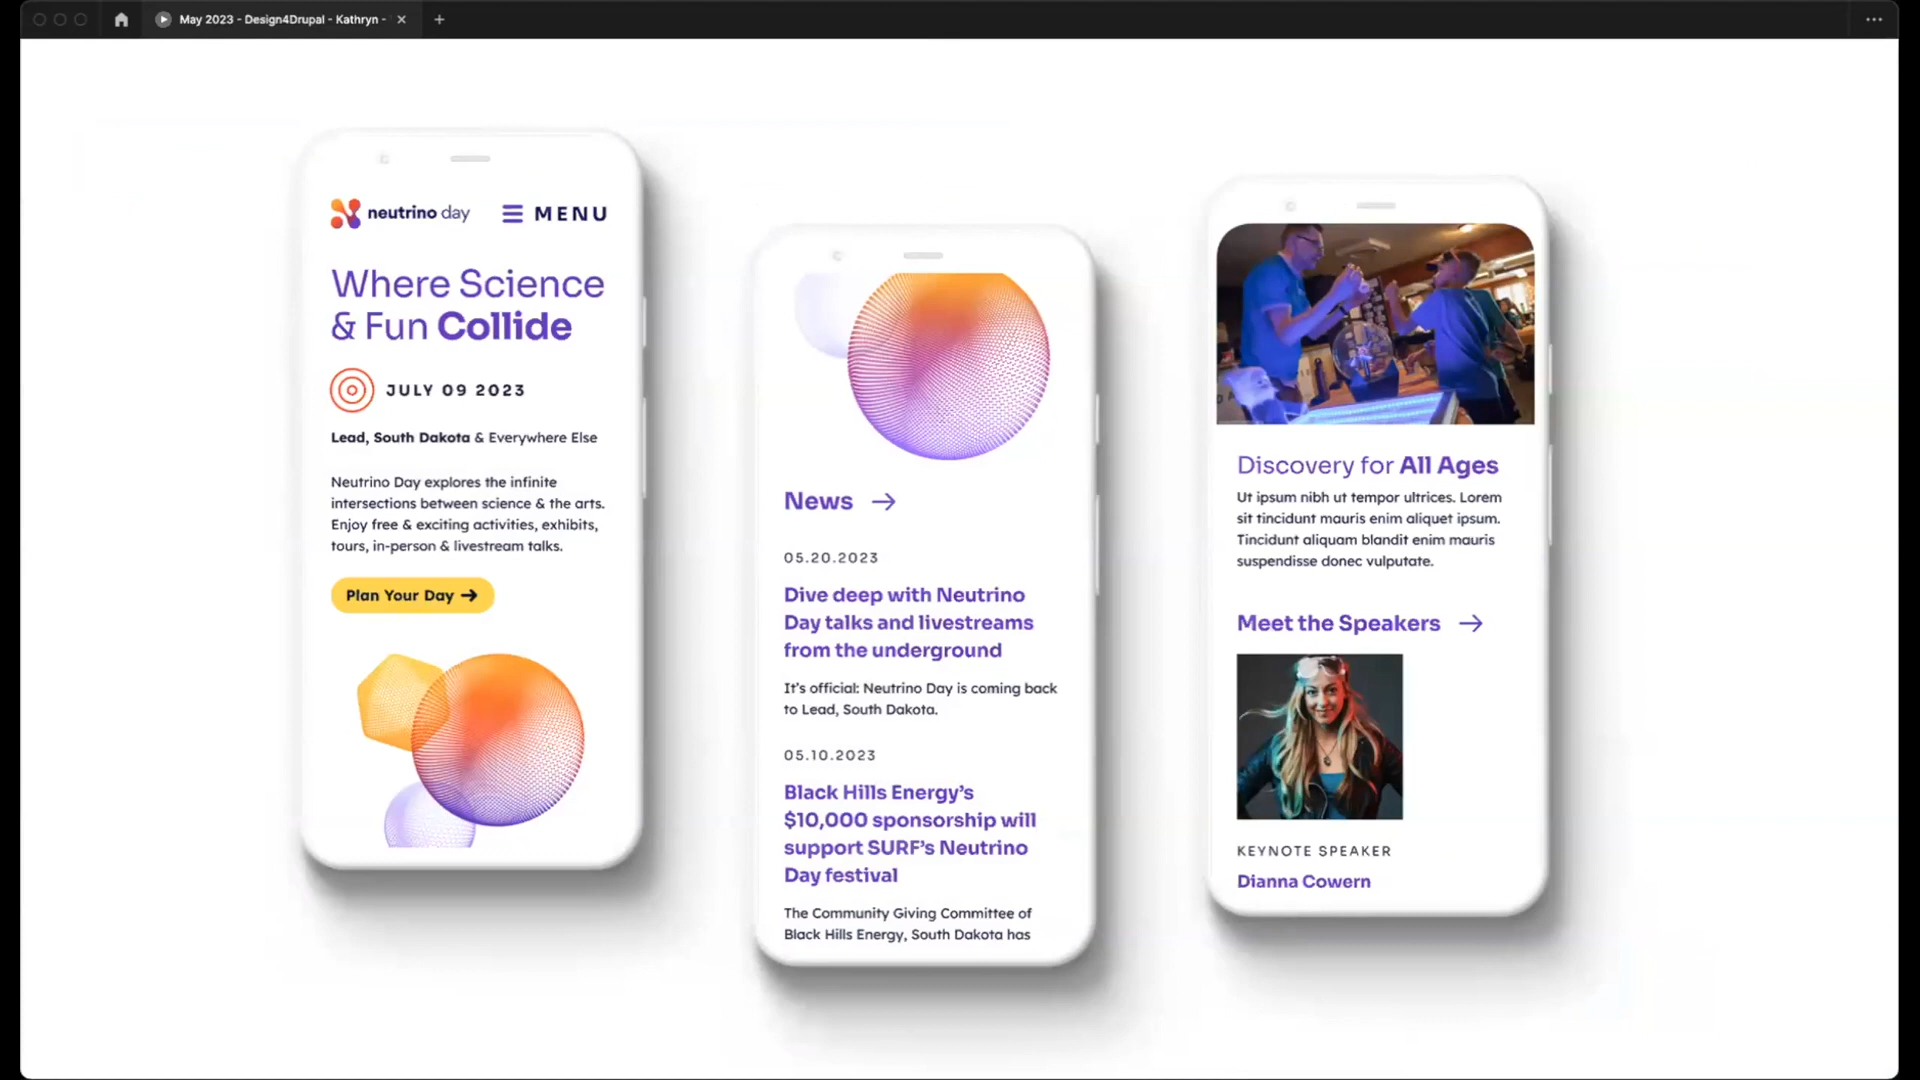 May 2023 - Design4Drupal - Kathryn -
neutrino day
MENU
Where Science
& Fun Collide
JULY 09 2023
Lead, South Dakota & Everywhere Else
Neutrino Day explores the infinite
intersections between science & the arts.
Enjoy free & exciting activities, exhibits,
tours, in-person & livestream talks.
Plan Your Day →
News →
05.20.2023
Dive deep with Neutrino
Day talks and livestreams
from the underground
It's official: Neutrino Day is coming back
to Lead, South Dakota.
05.10.2023
Black Hills Energy's
$10,000 sponsorship will
support SURF's Neutrino
Day festival
The Community Giving Committee of
Black Hills Energy, South Dakota has
Discovery for All Ages
Ut ipsum nibh ut tempor ultrices. Lorem
sit tincidunt mauris enim aliquet ipsum.
Tincidunt aliquam blandit enim mauris
suspendisse donec vulputate.
Meet the Speakers →
KEYNOTE SPEAKER
Dianna Cowern